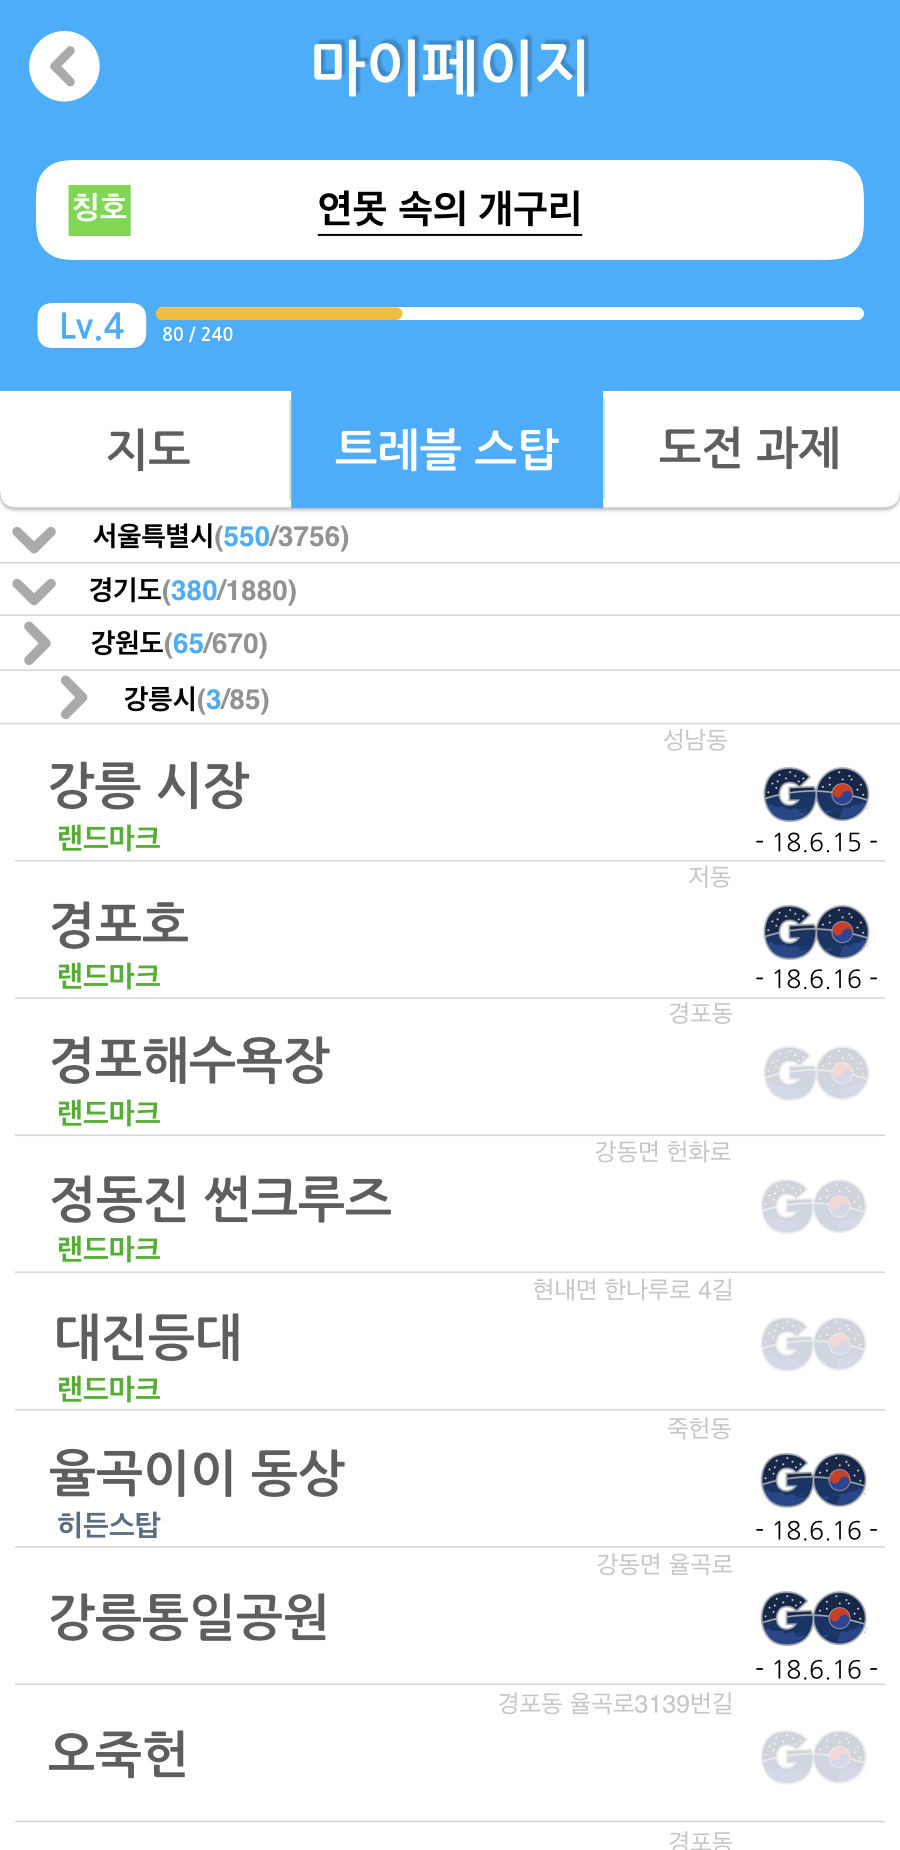 마이페이지
칭호
연못 속의 개구리
Lv.4
80 / 240
지도
트레블 스탑
도전 과제
서울특별시(550/3756)
경기도(380/1880)
강원도(65/670)
강릉시(3/85)
성남동
강릉 시장
GO
랜드마크
- 18.6.15 -
저동
경포호
GO
랜드마크
- 18.6.16 -
경포동
경포해수욕장
GO
랜드마크
강동면 헌화로
정동진 썬크루즈
GO
랜드마크
현내면 한나루로 4길
대진등대
GO
랜드마크
죽헌동
율곡이이 동상
GO
히든스탑
- 18.6.16 -
강동면 율곡로
강릉통일공원
GO
- 18.6.16 -
경포동 율곡로3139번길
오죽헌
GO
경포동